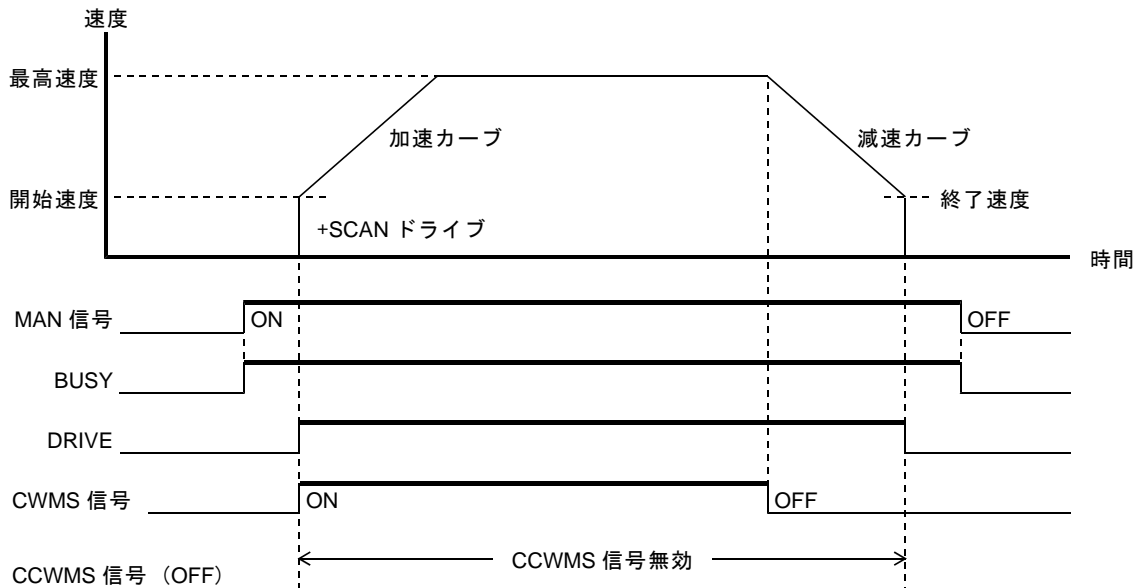 速度
最高速度
加速カーブ
減速カーブ
開始速度
終了速度
+SCAN ドライブ
時間
MAN 信号
ON
OFF
BUSY
DRIVE
CWMS 信号
ON
OFF
CCWMS 信号無効
CCWMS 信号 (OFF)